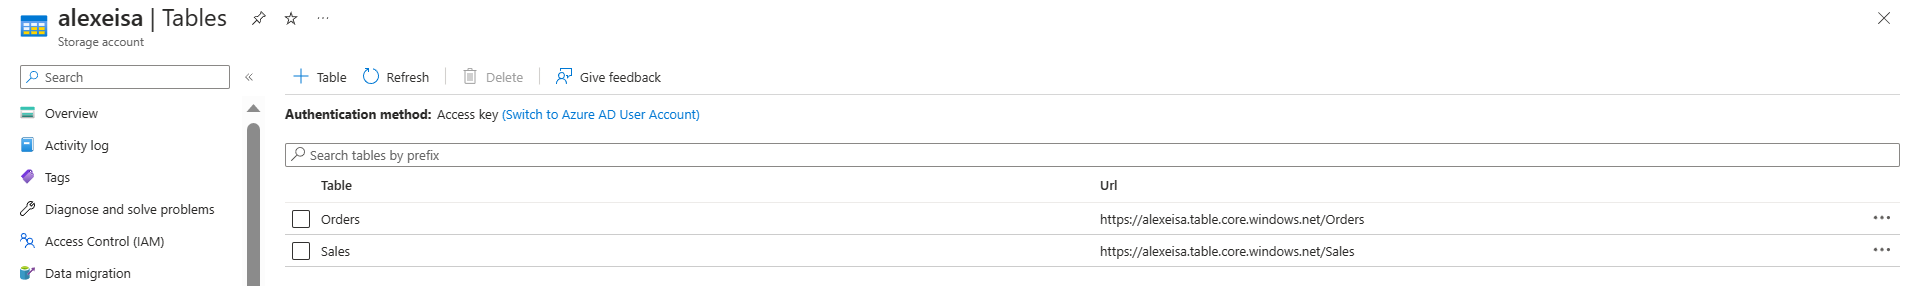 alexeisa | Tables
Storage account
Search
Table Refresh Delete Give feedback
Overview
Authentication method: Access key (Switch to Azure AD User Account)
Activity log
Search tables by prefix
Tags
Table Url
Diagnose and solve problems
Orders https://alexeisa.table.core.windows.net/Orders
Access Control (IAM)
Sales https://alexeisa.table.core.windows.net/Sales
Data migration